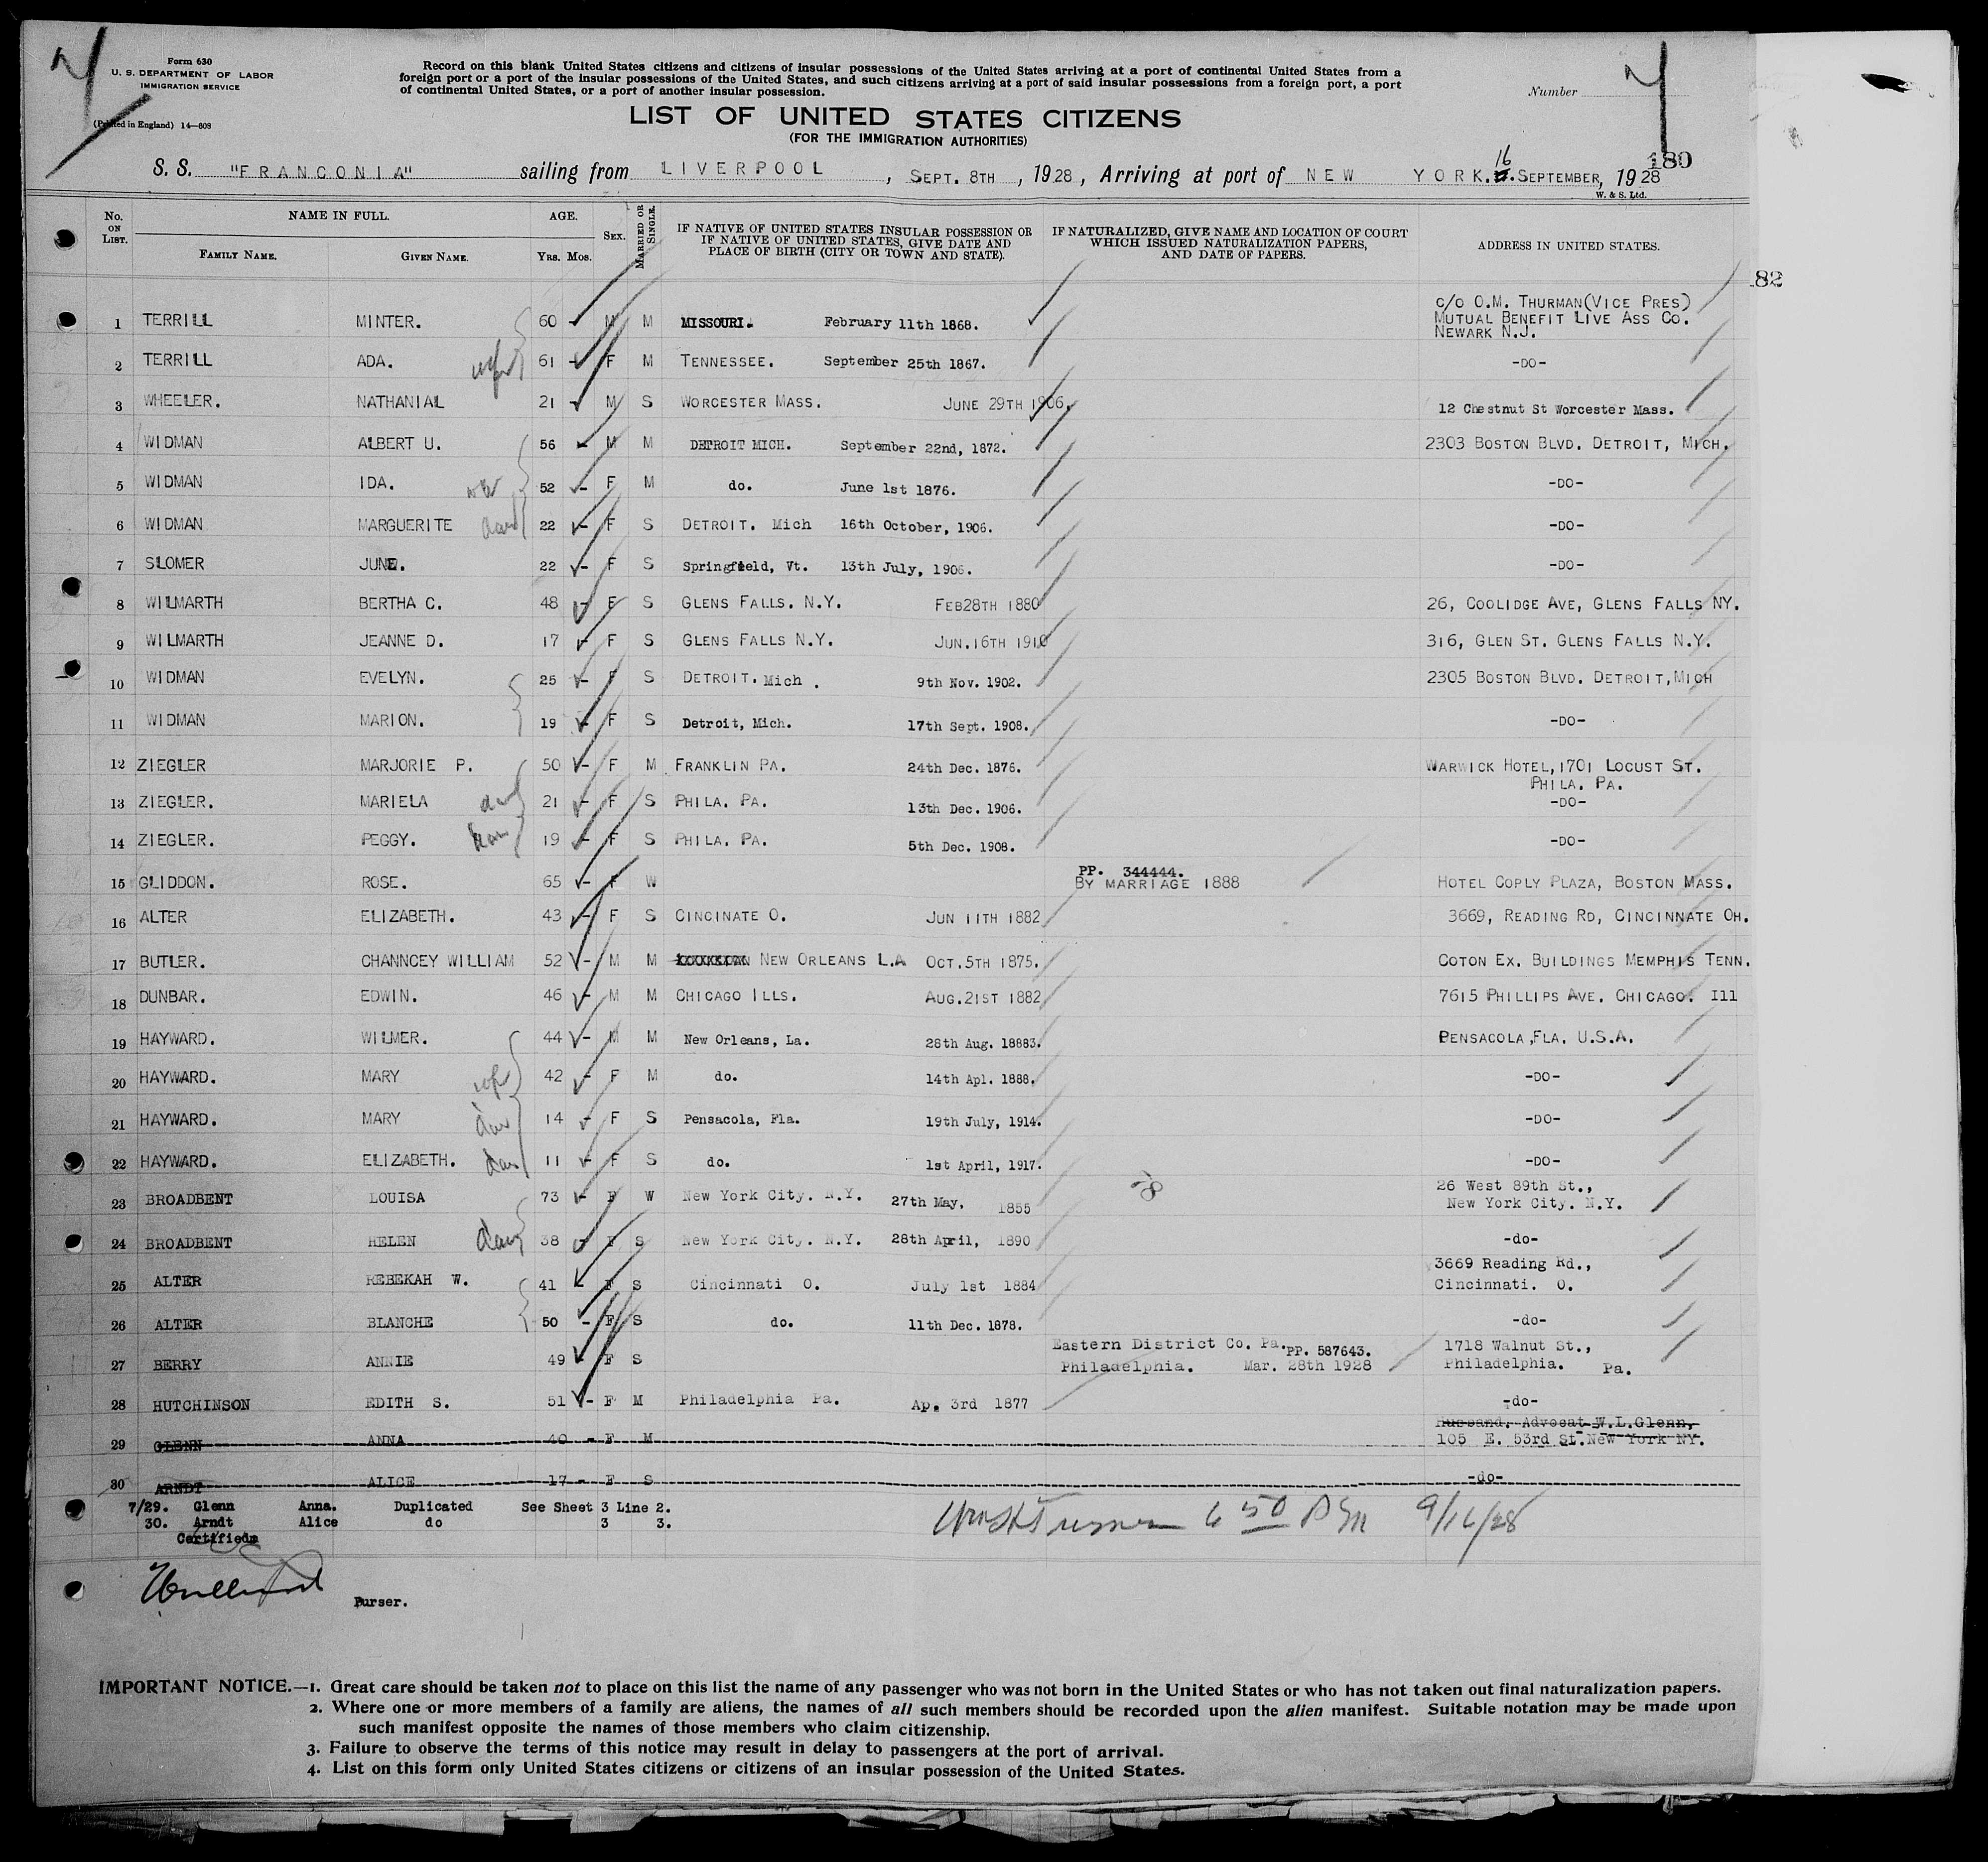 Form 630
U. S. DEPARTMENT OF LABOR
IMMIGRATION SERVICE
(Printed in England) 14—608
Record on this blank United States citizens and citizens of insular possessions of the United States arriving at a port of continental United States from a
foreign port or a port of the insular possessions of the United States, and such citizens arriving at a port of said insular possessions from a foreign port, a port
of continental United States, or a port of another insular possession.
Number
LIST OF UNITED STATES CITIZENS
(FOR THE IMMIGRATION AUTHORITIES)
180
S. S. "FRANCONIA" sailing from LIVERPOOL, SEPT. 8TH, 1928, Arriving at port of NEW YORK. 16 SEPTEMBER, 1928
W. & S. Ltd.
No. ON LIST. NAME IN FULL. FAMILY NAME. GIVEN NAME. AGE. YRS. MOS. SEX. MARRIED OR SINGLE. IF NATIVE OF UNITED STATES INSULAR POSSESSION OR IF NATIVE OF UNITED STATES, GIVE DATE AND PLACE OF BIRTH (CITY OR TOWN AND STATE). IF NATURALIZED, GIVE NAME AND LOCATION OF COURT WHICH ISSUED NATURALIZATION PAPERS, AND DATE OF PAPERS. ADDRESS IN UNITED STATES.
82
1 TERRILL MINTER. 60 - M M MISSOURI. February 11th 1868. c/o O.M. THURMAN(VICE PRES)
MUTUAL BENEFIT LIVE ASS CO.
NEWARK N.J.
2 TERRILL ADA. wife 61 - F M TENNESSEE. September 25th 1867. -DO-
3 WHEELER. NATHANIAL 21 - M S WORCESTER MASS. JUNE 29TH 1906. 12 Chestnut St Worcester Mass.
4 WIDMAN ALBERT U. 56 - M M DETROIT MICH. September 22nd, 1872. 2303 BOSTON BLVD. DETROIT, MICH.
5 WIDMAN IDA. 52 - F M do. June 1st 1876. -DO-
6 WIDMAN MARGUERITE 22 - F S DETROIT. Mich 16th October, 1906. -DO-
7 SLOMER JUNE. 22 - F S Springfield, Vt. 13th July, 1906. -DO-
8 WILMARTH BERTHA C. 48 - F S GLENS FALLS. N.Y. FEB28TH 1880 26, COOLIDGE AVE, GLENS FALLS NY.
9 WILMARTH JEANNE D. 17 - F S GLENS FALLS N.Y. JUN.16TH 1910 316, GLEN ST. GLENS FALLS N.Y.
10 WIDMAN EVELYN. 25 - F S DETROIT. Mich. 9th Nov. 1902. 2305 BOSTON BLVD. DETROIT, MICH
11 WIDMAN MARION. 19 - F S Detroit, Mich. 17th Sept. 1908. -DO-
12 ZIEGLER MARJORIE P. 50 - F M FRANKLIN PA. 24th Dec. 1876. WARWICK HOTEL, 1701 LOCUST ST.
PHILA. PA.
13 ZIEGLER. MARIELA dau 21 - F S PHILA. PA. 13th Dec. 1906. -DO-
14 ZIEGLER. PEGGY. 19 - F S PHILA. PA. 5th Dec. 1908. -DO-
15 GLIDDON. ROSE. 65 - F W PP. 344444.
BY MARRIAGE 1888 HOTEL COPLY PLAZA, BOSTON MASS.
16 ALTER ELIZABETH. 43 - F S CINCINATE O. JUN 11TH 1882 3669, READING RD, CINCINNATE OH.
17 BUTLER. CHANNCEY WILLIAM 52 - M M NEW ORLEANS L.A OCT.5TH 1875. COTON EX. BUILDINGS MEMPHIS TENN.
18 DUNBAR. EDWIN. 46 - M M CHICAGO ILLS. AUG.21ST 1882 7615 PHILLIPS AVE. CHICAGO. Ill
19 HAYWARD. WILMER. 44 - M M New Orleans, La. 28th Aug. 18883. PENSACOLA, FLA. U.S.A.
20 HAYWARD. MARY wife 42 - F M do. 14th Apl. 1888. -DO-
21 HAYWARD. MARY dau 14 - F S Pensacola, Fla. 19th July, 1914. -DO-
22 HAYWARD. ELIZABETH. dau 11 - F S do. 1st April, 1917. -DO-
23 BROADBENT LOUISA 73 - F W New York City. N.Y. 27th May, 1855 26 West 89th St.,
New York City. N.Y.
24 BROADBENT HELEN dau 38 F S New York City. N.Y. 28th April, 1890 -do-
25 ALTER REBEKAH W. 41 - F S Cincinnati O. July 1st 1884 3669 Reading Rd.,
Cincinnati. O.
26 ALTER BLANCHE 50 - F S do. 11th Dec. 1878. -do-
27 BERRY ANNIE 49 F S Eastern District Co. Pa. PP. 587643.
Philadelphia. Mar. 28th 1928 1718 Walnut St.,
Philadelphia. Pa.
28 HUTCHINSON EDITH S. 51 - F M Philadelphia Pa. Ap. 3rd 1877 -do-
29 GLENN ANNA 40 - F M Husband, Advocat W.L.Glenn,
105 E. 53rd St. New York NY.
30 ARNDT ALICE 17 - F S -do-
7/29. Glenn Anna. Duplicated See Sheet 3 Line 2.
30. Arndt Alice do 3 3.
Certified
6 50 9/16/28
Purser.
IMPORTANT NOTICE.—1. Great care should be taken not to place on this list the name of any passenger who was not born in the United States or who has not taken out final naturalization papers.
2. Where one or more members of a family are aliens, the names of all such members should be recorded upon the alien manifest. Suitable notation may be made upon
such manifest opposite the names of those members who claim citizenship.
3. Failure to observe the terms of this notice may result in delay to passengers at the port of arrival.
4. List on this form only United States citizens or citizens of an insular possession of the United States.